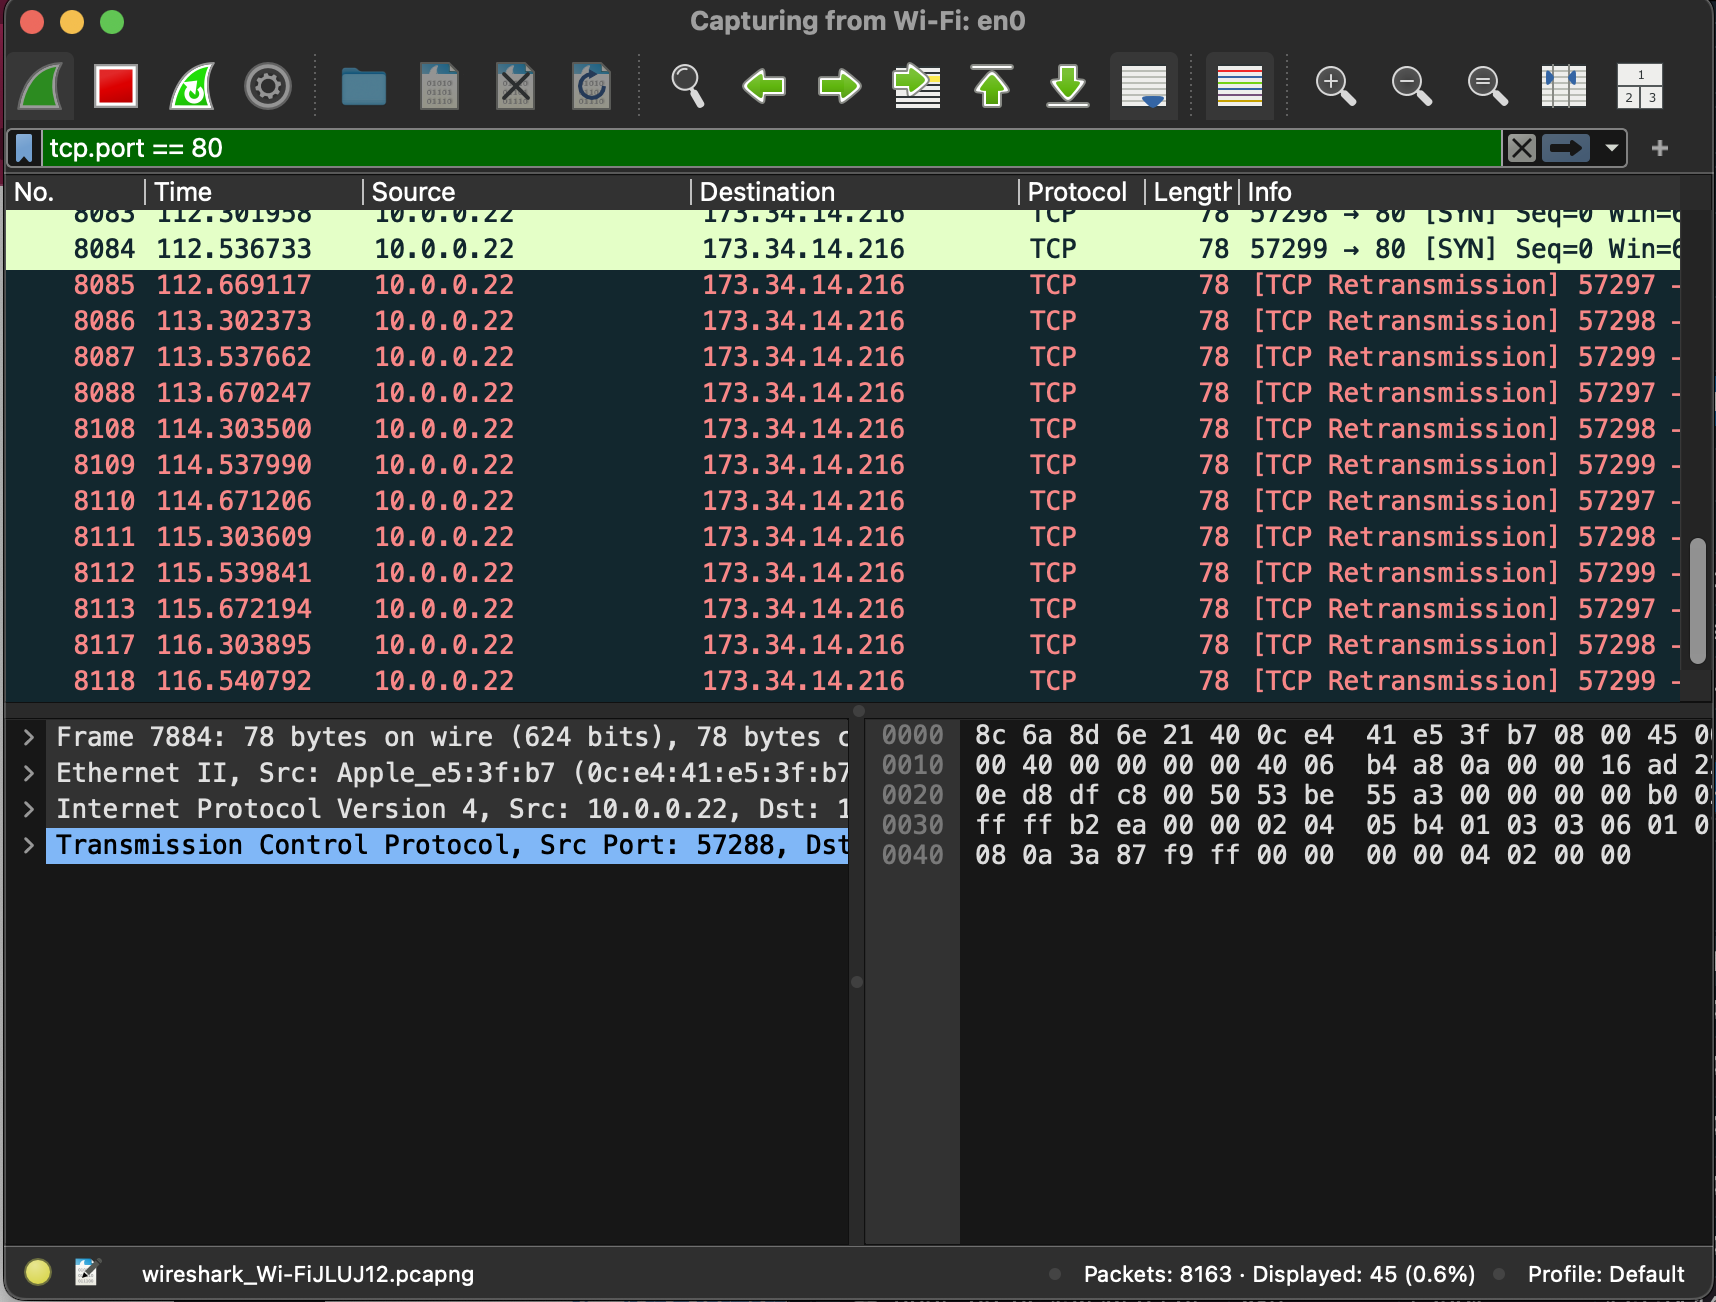 Capturing from Wi-Fi: en0
tcp.port == 80
No. Time Source Destination Protocol Length Info
8083 112.301958 10.0.0.22 173.34.14.216 TCP 78 57298 → 80 [SYN] Seq=0 Win=6
8084 112.536733 10.0.0.22 173.34.14.216 TCP 78 57299 → 80 [SYN] Seq=0 Win=6
8085 112.669117 10.0.0.22 173.34.14.216 TCP 78 [TCP Retransmission] 57297 -
8086 113.302373 10.0.0.22 173.34.14.216 TCP 78 [TCP Retransmission] 57298 -
8087 113.537662 10.0.0.22 173.34.14.216 TCP 78 [TCP Retransmission] 57299 -
8088 113.670247 10.0.0.22 173.34.14.216 TCP 78 [TCP Retransmission] 57297 -
8108 114.303500 10.0.0.22 173.34.14.216 TCP 78 [TCP Retransmission] 57298 -
8109 114.537990 10.0.0.22 173.34.14.216 TCP 78 [TCP Retransmission] 57299 -
8110 114.671206 10.0.0.22 173.34.14.216 TCP 78 [TCP Retransmission] 57297 -
8111 115.303609 10.0.0.22 173.34.14.216 TCP 78 [TCP Retransmission] 57298 -
8112 115.539841 10.0.0.22 173.34.14.216 TCP 78 [TCP Retransmission] 57299 -
8113 115.672194 10.0.0.22 173.34.14.216 TCP 78 [TCP Retransmission] 57297 -
8117 116.303895 10.0.0.22 173.34.14.216 TCP 78 [TCP Retransmission] 57298 -
8118 116.540792 10.0.0.22 173.34.14.216 TCP 78 [TCP Retransmission] 57299 -
Frame 7884: 78 bytes on wire (624 bits), 78 bytes c
Ethernet II, Src: Apple_e5:3f:b7 (0c:e4:41:e5:3f:b7
Internet Protocol Version 4, Src: 10.0.0.22, Dst: 1
Transmission Control Protocol, Src Port: 57288, Dst
0000 8c 6a 8d 6e 21 40 0c e4 41 e5 3f b7 08 00 45 00
0010 00 40 00 00 00 00 40 06 b4 a8 0a 00 00 16 ad 2
0020 0e d8 df c8 00 50 53 be 55 a3 00 00 00 00 b0 0
0030 ff ff b2 ea 00 00 02 04 05 b4 01 03 03 06 01 0
0040 08 0a 3a 87 f9 ff 00 00 00 00 04 02 00 00
wireshark_Wi-FiJLUJ12.pcapng
Packets: 8163 · Displayed: 45 (0.6%)
Profile: Default